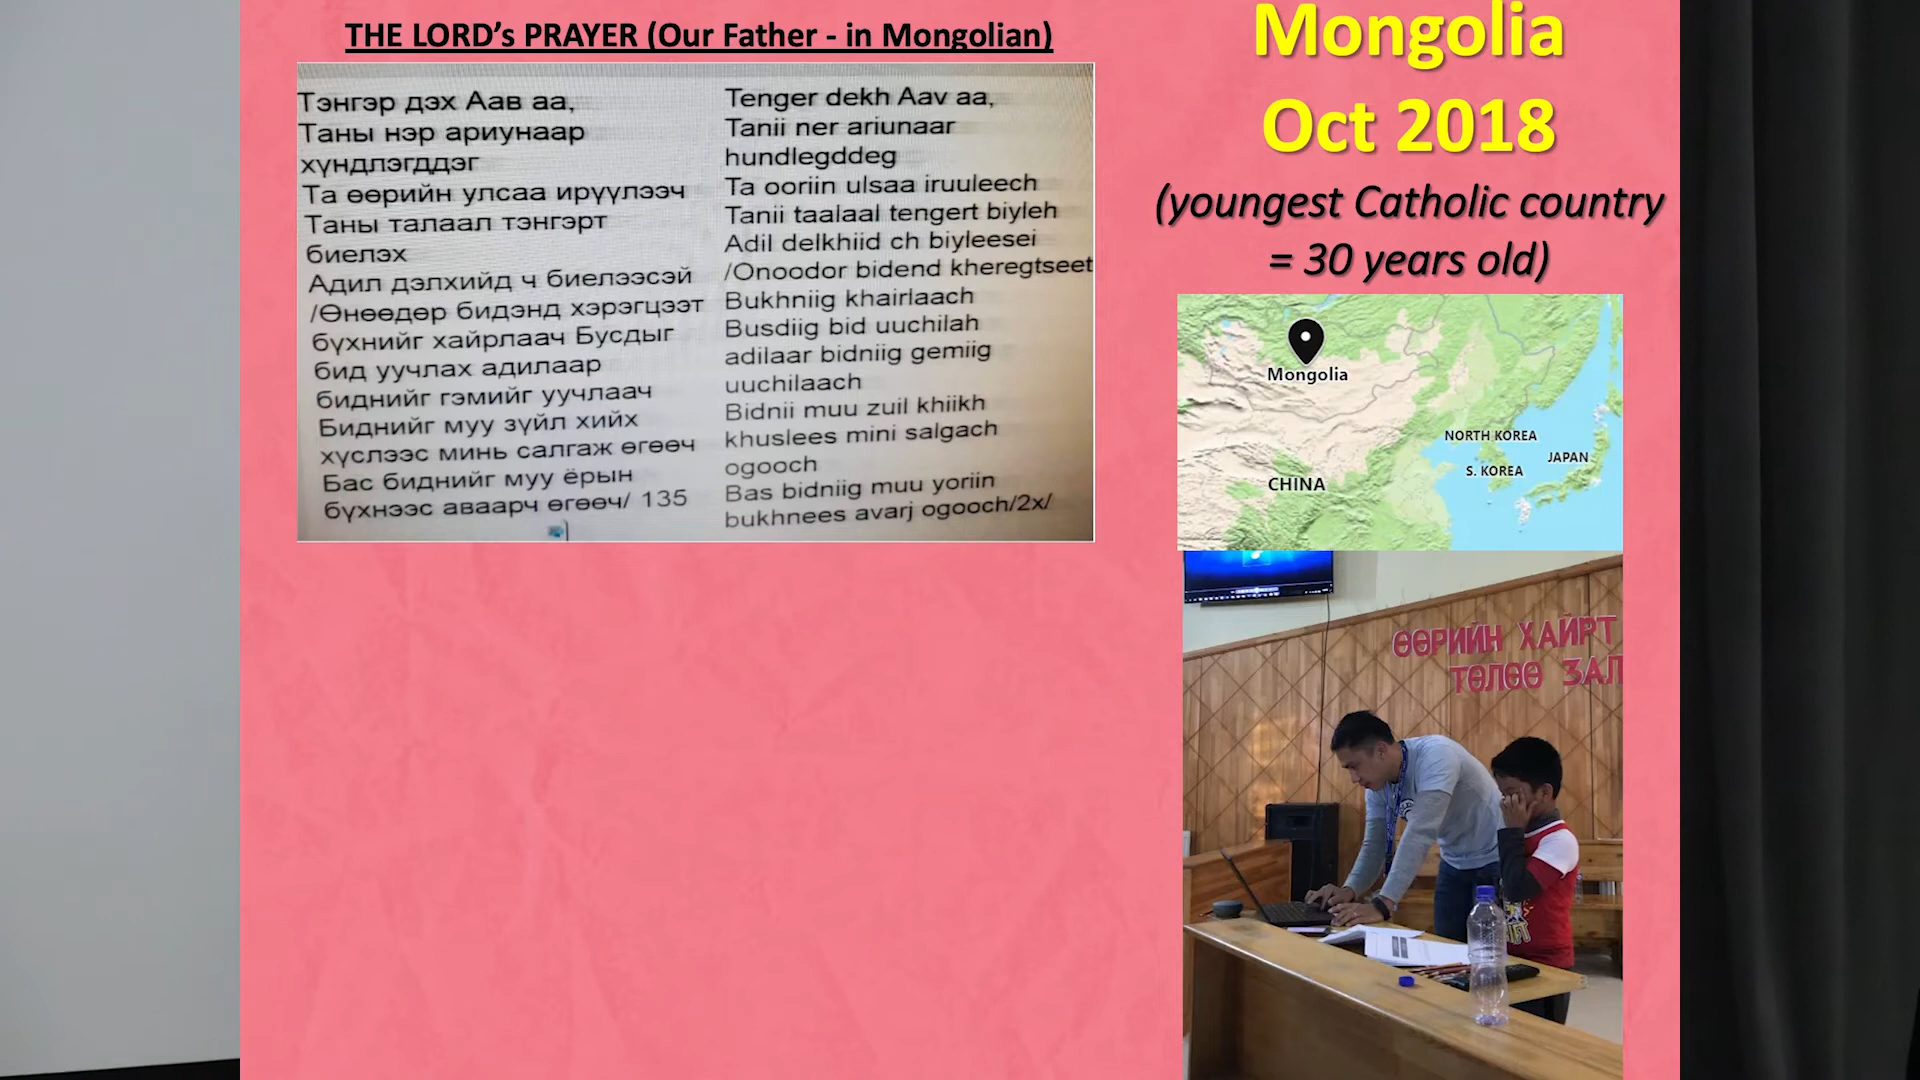 THE LORD's PRAYER (Our Father - in Mongolian)
Тэнгэр дэх Аав аа,
Таны нэр ариунаар
хүндлэгддэг
Та өөрийн улсаа ирүүлээч
Таны талаал тэнгэрт
биелэх
Адил дэлхийд ч биелээсэй
/Өнөөдөр бидэнд хэрэгцээт
бүхнийг хайрлаач Бусдыг
бид уучлах адилаар
биднийг гэмийг уучлаач
Биднийг муу зүйл хийх
хүслээс минь салгаж өгөөч
Бас биднийг муу ёрын
бүхнээс аваарч өгөөч/ 135
Tenger dekh Aav aa,
Tanii ner ariunaar
hundlegddeg
Ta ooriin ulsaa iruuleech
Tanii taalaal tengert biyleh
Adil delkhiid ch biyleesei
/Onoodor bidend kheregtseet
Bukhniig khairlaach
Busdiig bid uuchilah
adilaar bidniig gemiig
uuchilaach
Bidnii muu zuil khiikh
khuslees mini salgach
ogooch
Bas bidniig muu yoriin
bukhnees avarj ogooch/2x/
Mongolia
Oct 2018
(youngest Catholic country
= 30 years old)
Mongolia
NORTH KOREA
JAPAN
S. KOREA
CHINA
ӨӨРИЙН ХАЙРТ
ТӨЛӨӨ ЗАЛ